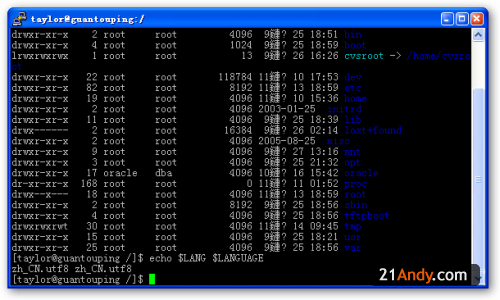 taylor@guantouping:/
drwxr-xr-x 2 root root 4096 9鏈? 25 18:51 bin
drwxr-xr-x 4 root root 1024 9鏈? 25 18:59 boot
lrwxrwxrwx 1 root root 13 9鏈? 26 16:26 cvsroot -> /home/cvsro
ot
drwxr-xr-x 22 root root 118784 11鏈? 10 17:53 dev
drwxr-xr-x 82 root root 8192 11鏈? 13 18:59 etc
drwxr-xr-x 19 root root 4096 11鏈? 10 15:36 home
drwxr-xr-x 2 root root 4096 2003-01-25 initrd
drwxr-xr-x 11 root root 4096 9鏈? 25 18:39 lib
drwx------ 2 root root 16384 9鏈? 26 02:14 lost+found
drwxr-xr-x 2 root root 4096 2005-08-25 misc
drwxr-xr-x 9 root root 4096 9鏈? 27 13:16 mnt
drwxr-xr-x 3 root root 4096 9鏈? 25 21:32 opt
drwxr-xr-x 17 oracle dba 4096 10鏈? 16 15:42 oracle
dr-xr-xr-x 168 root root 0 11鏈? 11 01:52 proc
drwxr-x--- 18 root root 4096 11鏈? 13 18:59 root
drwxr-xr-x 2 root root 8192 9鏈? 25 18:56 sbin
drwxr-xr-x 4 root root 4096 9鏈? 25 18:56 tftpboot
drwxrwxrwt 30 root root 4096 11鏈? 14 09:45 tmp
drwxr-xr-x 15 root root 4096 9鏈? 25 18:21 usr
drwxr-xr-x 25 root root 4096 9鏈? 25 18:56 var
[taylor@guantouping /]$ echo $LANG $LANGUAGE
zh_CN.utf8 zh_CN.utf8
[taylor@guantouping /]$
21Andy.com